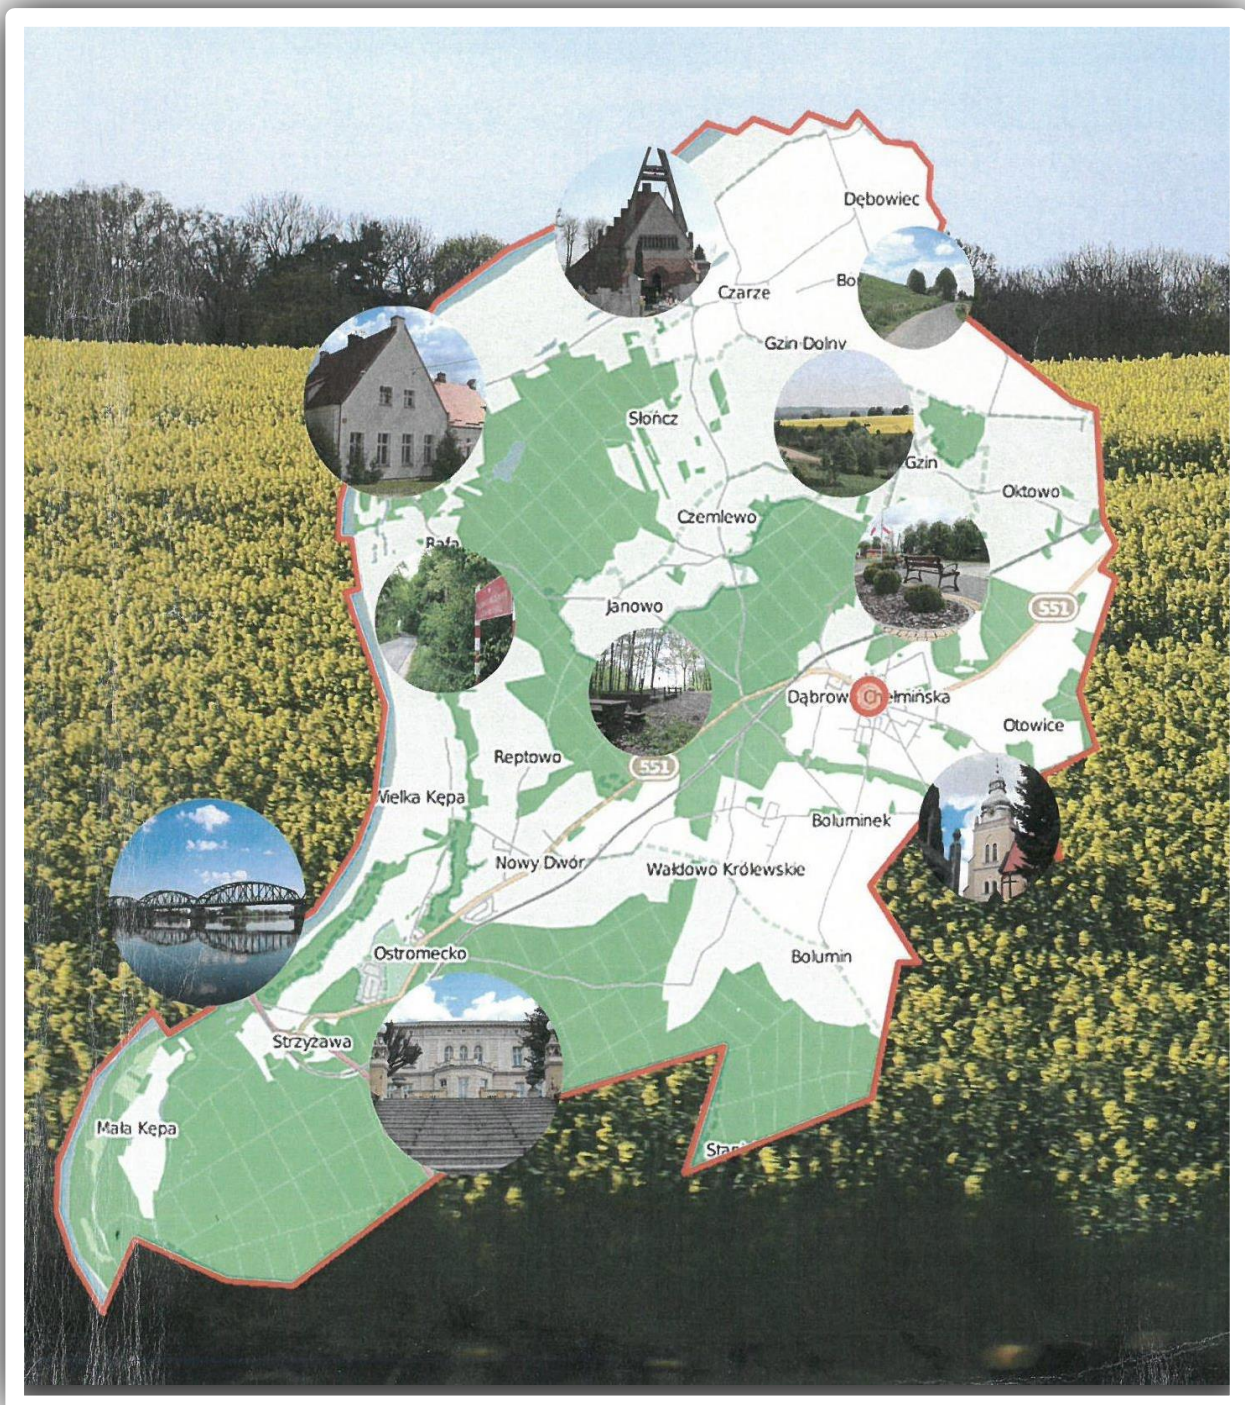 Dębowiec
Czarze
Gzin Dolny
Słończ
Gzin
Oktowo
Czemlewo
Janowo
551
Dąbrowa Chełmińska
Otowice
Reptowo
551
Wielka Kępa
Boluminek
Nowy Dwór
Wałdowo Królewskie
Ostromecko
Bolumin
Strzyżawa
Mała Kępa